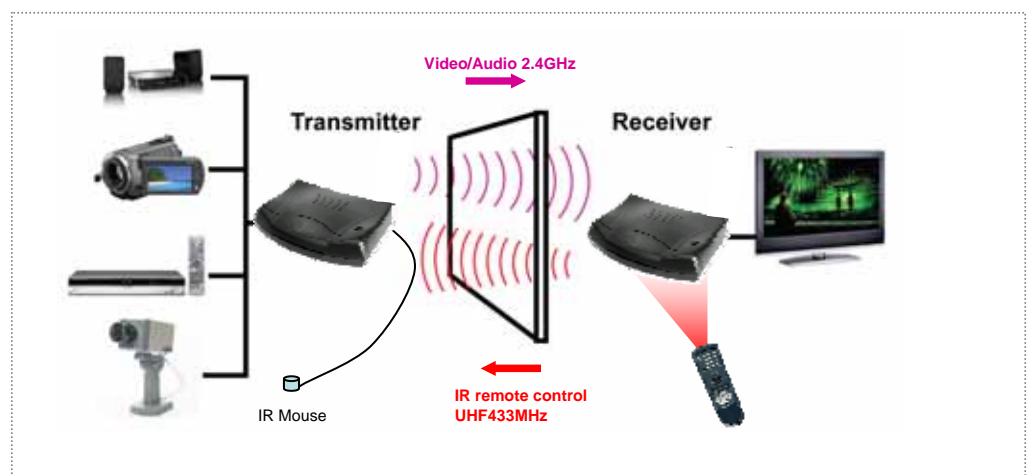 Video/Audio 2.4GHz
Transmitter
Receiver
IR Mouse
IR remote control
UHF433MHz